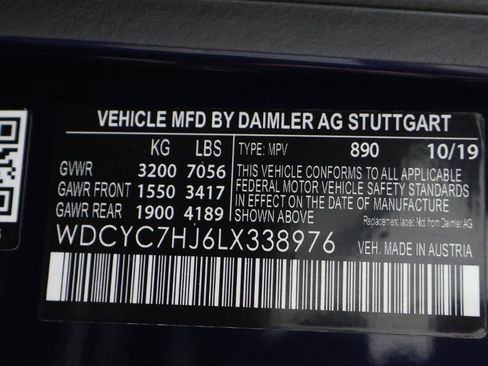 VEHICLE MFD BY DAIMLER AG STUTTGART
KG LBS
GVWR 3200 7056
GAWR FRONT 1550 3417
GAWR REAR 1900 4189
TYPE: MPV 890 10/19
THIS VEHICLE CONFORMS TO ALL APPLICABLE
FEDERAL MOTOR VEHICLE SAFETY STANDARDS
IN EFFECT ON THE DATE OF MANUFACTURE
SHOWN ABOVE.
Replacement label: Not from Daimler AG
WDCYC7HJ6LX338976 VEH. MADE IN AUSTRIA